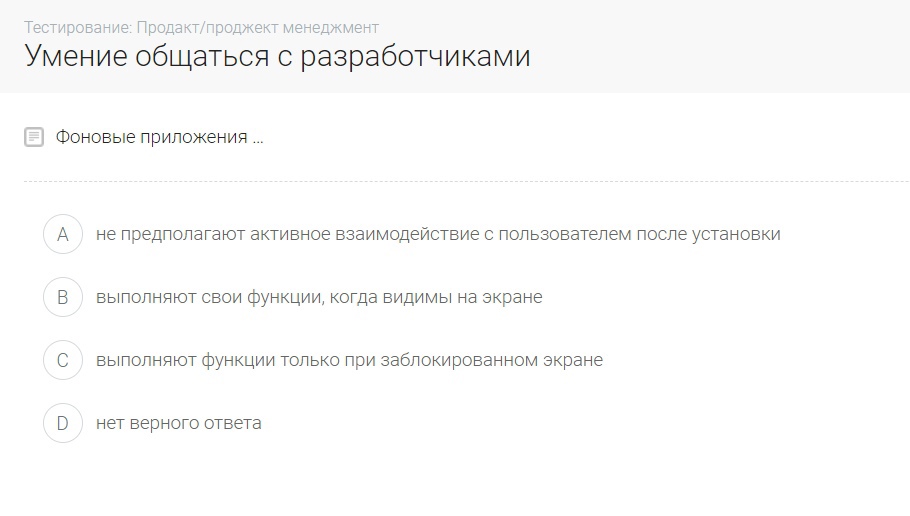 Тестирование: Продакт/проджект менеджмент
Умение общаться с разработчиками
Фоновые приложения ...
A не предполагают активное взаимодействие с пользователем после установки
B выполняют свои функции, когда видимы на экране
C выполняют функции только при заблокированном экране
D нет верного ответа